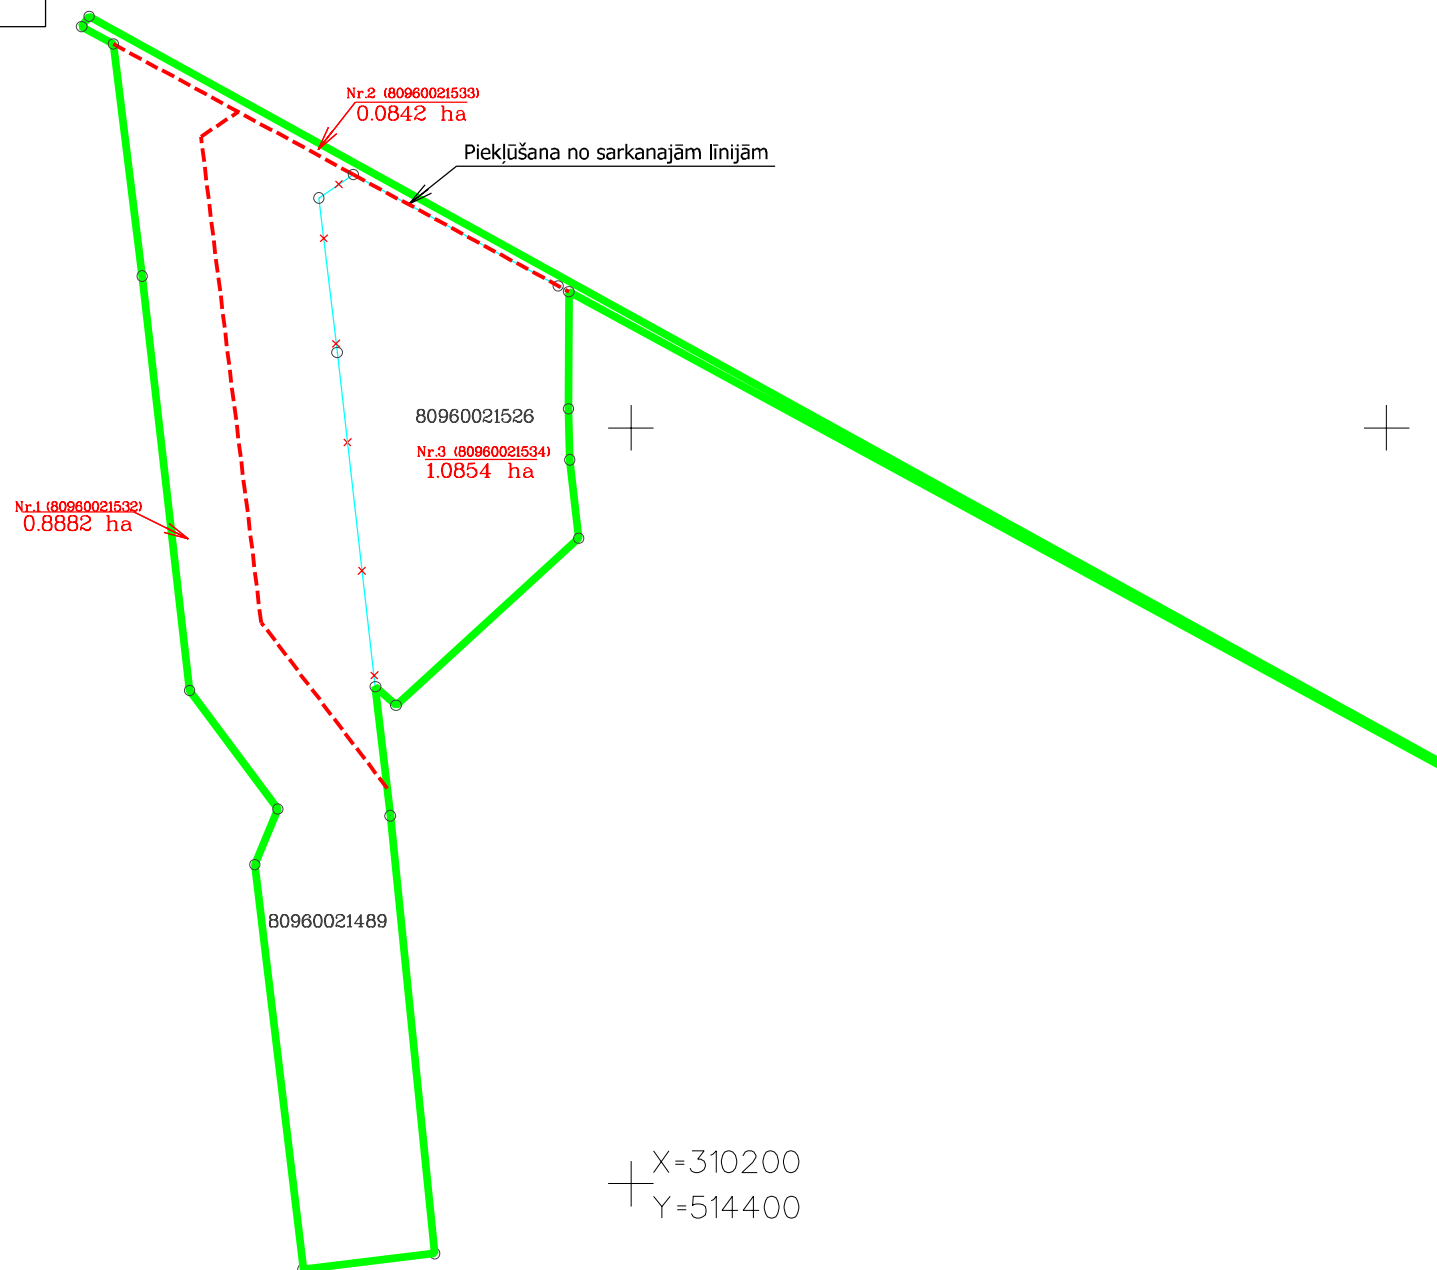 Nr.2 (80960021533)
0.0842 ha
Piekļūšana no sarkanajām līnijām
80960021526
Nr.3 (80960021534)
1.0854 ha
Nr.1 (80960021532)
0.8882 ha
80960021489
X=310200
Y=514400